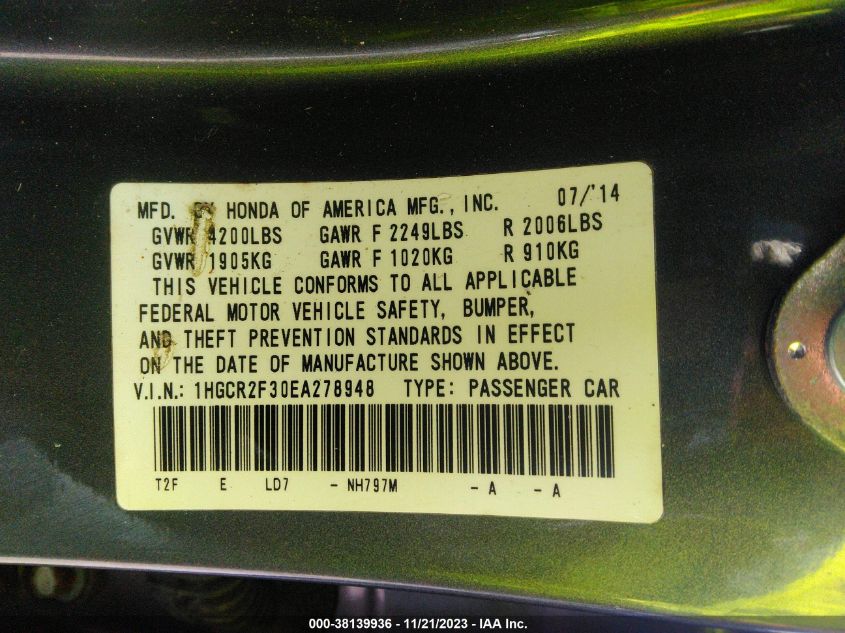 MFD. BY HONDA OF AMERICA MFG., INC. 07/'14
GVWR 4200LBS GAWR F 2249LBS R 2006LBS
GVWR 1905KG GAWR F 1020KG R 910KG
THIS VEHICLE CONFORMS TO ALL APPLICABLE
FEDERAL MOTOR VEHICLE SAFETY, BUMPER,
AND THEFT PREVENTION STANDARDS IN EFFECT
ON THE DATE OF MANUFACTURE SHOWN ABOVE.
V.I.N.: 1HGCR2F30EA278948 TYPE: PASSENGER CAR
T2F E LD7 - NH797M - A - A
000-38139936 - 11/21/2023 - IAA Inc.